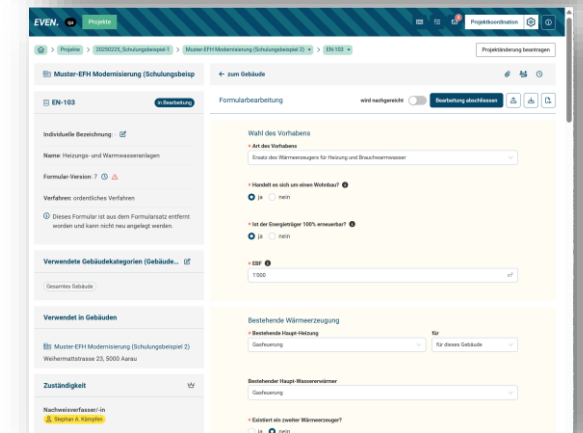 EVEN. QA Projekte
Projektkoordination
Projekte > 20250225_Schulungsbeispiel-1 > Muster-EFH Modernisierung (Schulungsbeispiel 2) > EN-103
Projektänderung beantragen
Muster-EFH Modernisierung (Schulungsbeisp
← zum Gebäude
EN-103
in Bearbeitung
Formularbearbeitung
wird nachgereicht
Bearbeitung abschliessen
Individuelle Bezeichnung: -
Name: Heizungs- und Warmwasseranlagen
Formular-Version: 7
Verfahren: ordentliches Verfahren
Dieses Formular ist aus dem Formularsatz entfernt
worden und kann nicht neu angelegt werden.
Verwendete Gebäudekategorien (Gebäude...
Gesamtes Gebäude
Verwendet in Gebäuden
Muster-EFH Modernisierung (Schulungsbeispiel 2)
Weihermattstrasse 23, 5000 Aarau
Zuständigkeit
Nachweisverfasser/-in
Stephan A. Kämpfen
Wahl des Vorhabens
* Art des Vorhabens
Ersatz des Wärmeerzeugers für Heizung und Brauchwarmwasser
* Handelt es sich um einen Wohnbau?
ja nein
* Ist der Energieträger 100% erneuerbar?
ja nein
* EBF
1'000
m²
Bestehende Wärmeerzeugung
* Bestehende Haupt-Heizung
für
Gasfeuerung
für dieses Gebäude
Bestehender Haupt-Wassererwärmer
Gasfeuerung
* Existiert ein zweiter Wärmeerzeuger?
ja nein